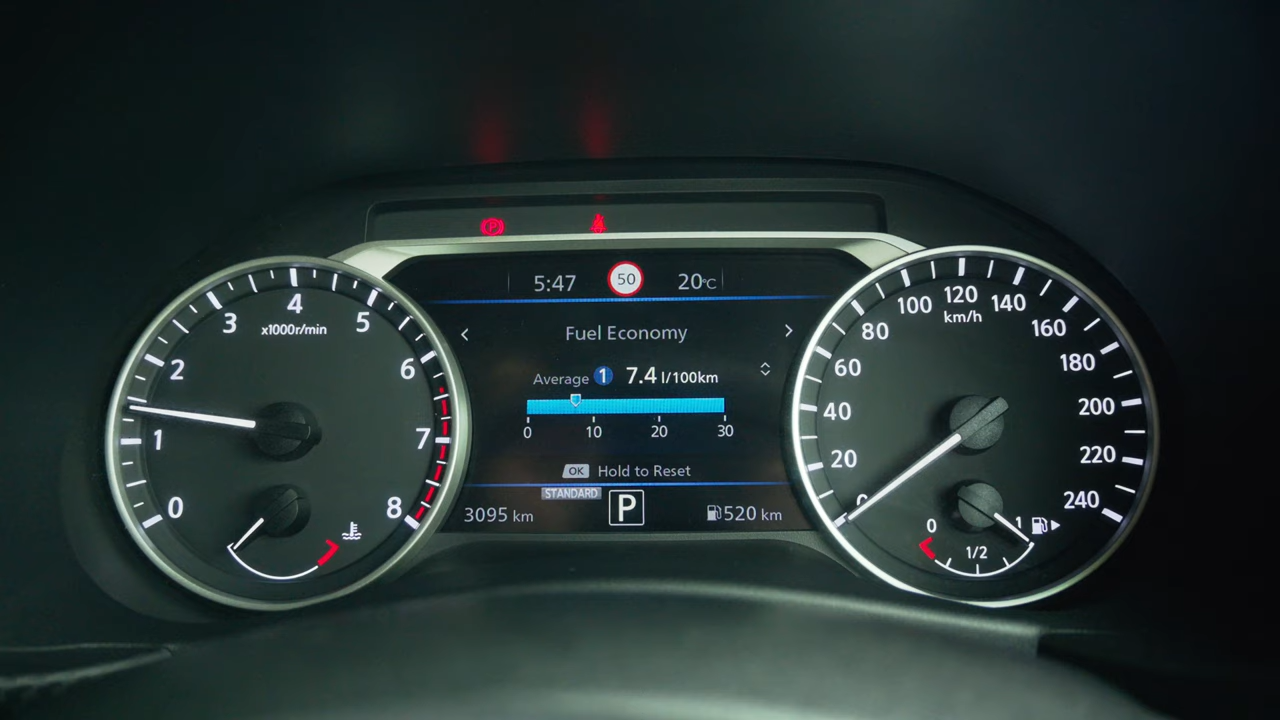 P
5:47 50 20°C
Fuel Economy
Average 1 7.4 l/100km
0 10 20 30
OK Hold to Reset
STANDARD
3095 km P 520 km
0 1 2 3 4 5 6 7 8
x1000r/min
0 20 40 60 80 100 120 140 160 180 200 220 240
km/h
0 1/2 1